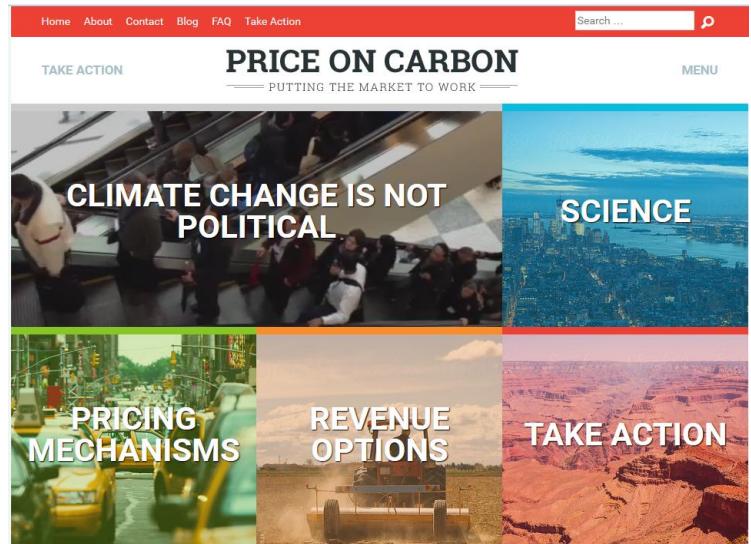 Home About Contact Blog FAQ Take Action
Search ...
TAKE ACTION
PRICE ON CARBON
PUTTING THE MARKET TO WORK
MENU
CLIMATE CHANGE IS NOT
POLITICAL
SCIENCE
PRICING
MECHANISMS
REVENUE
OPTIONS
TAKE ACTION